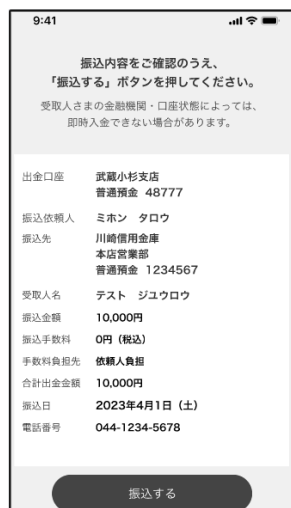 9:41
振込内容をご確認のうえ、
「振込する」ボタンを押してください。
受取人さまの金融機関・口座状態によっては、
即時入金できない場合があります。
出金口座 武蔵小杉支店
普通預金 48777
振込依頼人 ミホン タロウ
振込先 川崎信用金庫
本店営業部
普通預金 1234567
受取人名 テスト ジユウロウ
振込金額 10,000円
振込手数料 0円（税込）
手数料負担先 依頼人負担
合計出金金額 10,000円
振込日 2023年4月1日（土）
電話番号 044-1234-5678
振込する